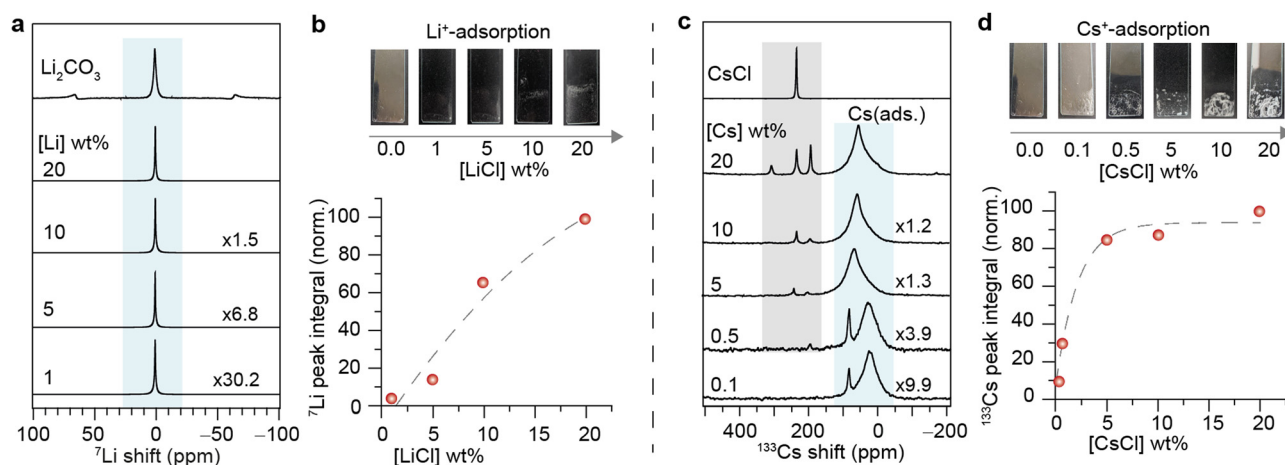 a
Li₂CO₃
[Li] wt%
20
10 x1.5
5 x6.8
1 x30.2
100 50 0 −50 −100
⁷Li shift (ppm)
b
Li⁺-adsorption
0.0 1 5 10 20
[LiCl] wt%
⁷Li peak integral (norm.)
100
80
60
40
20
0
0 5 10 15 20
[LiCl] wt%
c
CsCl
Cs(ads.)
[Cs] wt%
20
10 x1.2
5 x1.3
0.5 x3.9
0.1 x9.9
400 200 0 −200
¹³³Cs shift (ppm)
d
Cs⁺-adsorption
0.0 0.1 0.5 5 10 20
[CsCl] wt%
¹³³Cs peak integral (norm.)
100
80
60
40
20
0
0 5 10 15 20
[CsCl] wt%